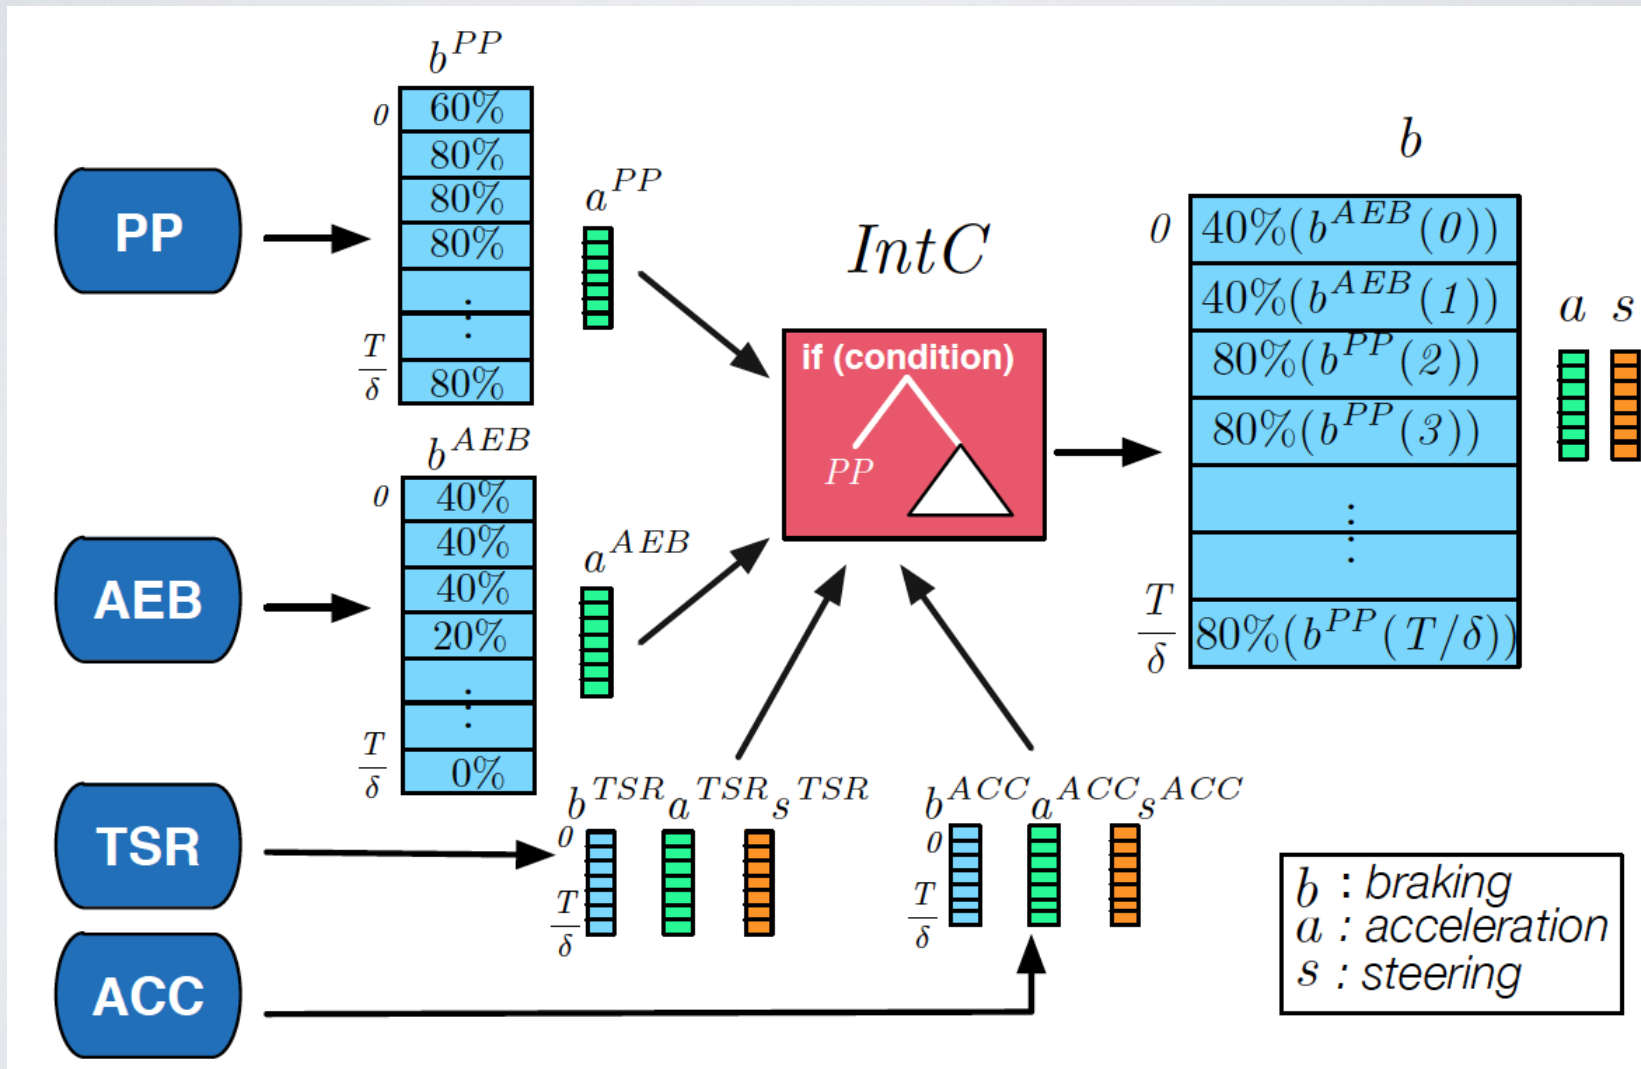 b^{PP}
0
60%
80%
80%
80%
⋮
T/δ
80%
PP
a^{PP}
b^{AEB}
0
40%
40%
40%
20%
⋮
T/δ
0%
AEB
a^{AEB}
TSR
b^{TSR} a^{TSR} s^{TSR}
0
T/δ
ACC
b^{ACC} a^{ACC} s^{ACC}
0
T/δ
IntC
if (condition)
PP
b
0
40%(b^{AEB}(0))
40%(b^{AEB}(1))
80%(b^{PP}(2))
80%(b^{PP}(3))
⋮
T/δ
80%(b^{PP}(T/δ))
a s
b : braking
a : acceleration
s : steering